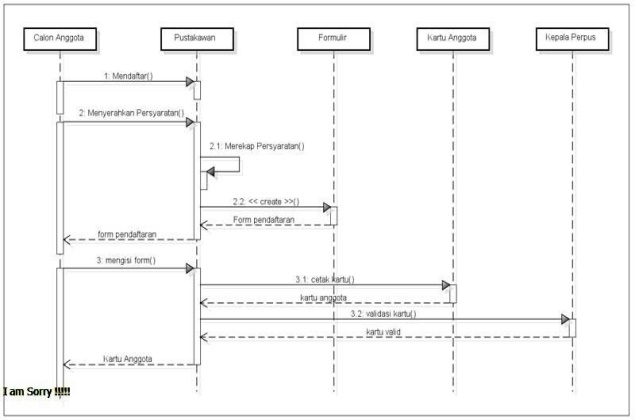 Calon Anggota
Pustakawan
Formulir
Kartu Anggota
Kepala Perpus
1: Mendaftar()
2: Menyerahkan Persyaratan()
2.1: Merekap Persyaratan()
2.2: << create >>()
Form pendaftaran
form pendaftaran
3: mengisi form()
3.1: cetak kartu()
kartu anggota
3.2: validasi kartu()
kartu valid
Kartu Anggota
I am Sorry !!!!!